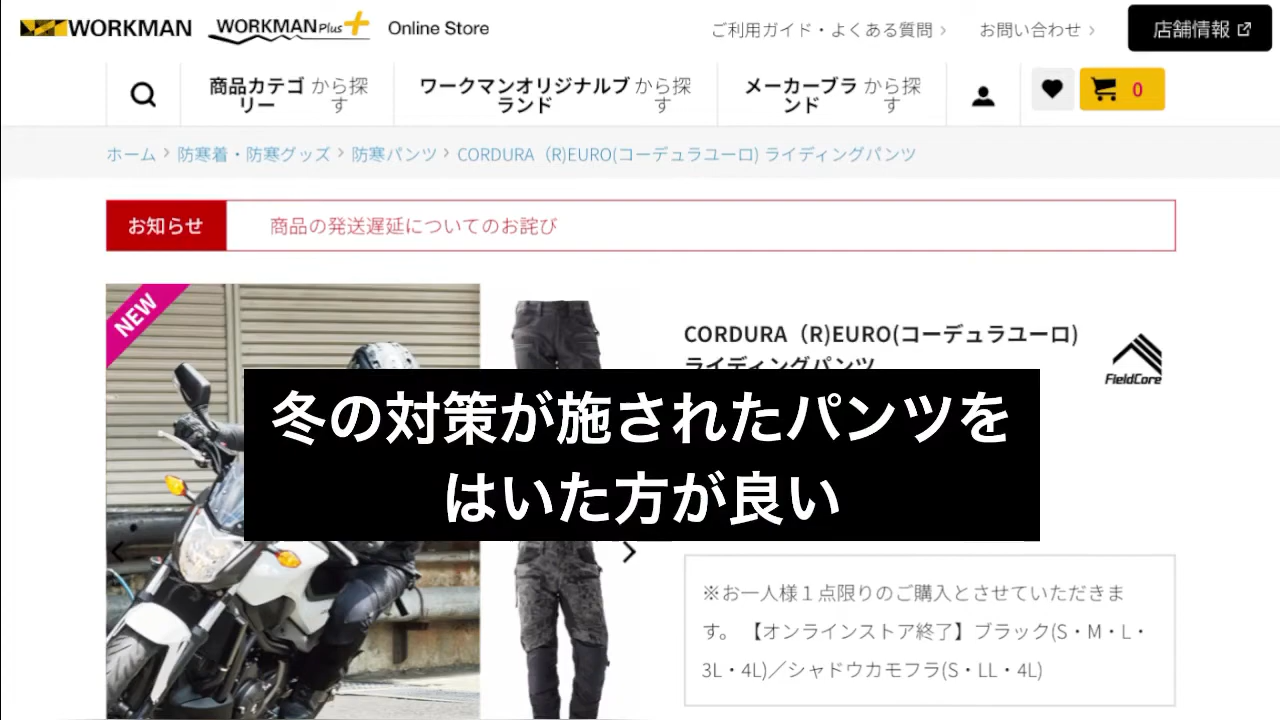 WORKMAN WORKMAN Plus+ Online Store ご利用ガイド・よくある質問 お問い合わせ 店舗情報
商品カテゴリーから探す
ワークマンオリジナルブランドから探す
メーカーブランドから探す
0
ホーム 防寒着・防寒グッズ 防寒パンツ CORDURA（R)EURO(コーデュラユーロ) ライディングパンツ
お知らせ 商品の発送遅延についてのお詫び
NEW
CORDURA（R)EURO(コーデュラユーロ)
ライディングパンツ
FieldCore
冬の対策が施されたパンツを
はいた方が良い
※お一人様１点限りのご購入とさせていただきま
す。【オンラインストア終了】ブラック(S・M・L・
3L・4L)／シャドウカモフラ(S・LL・4L)